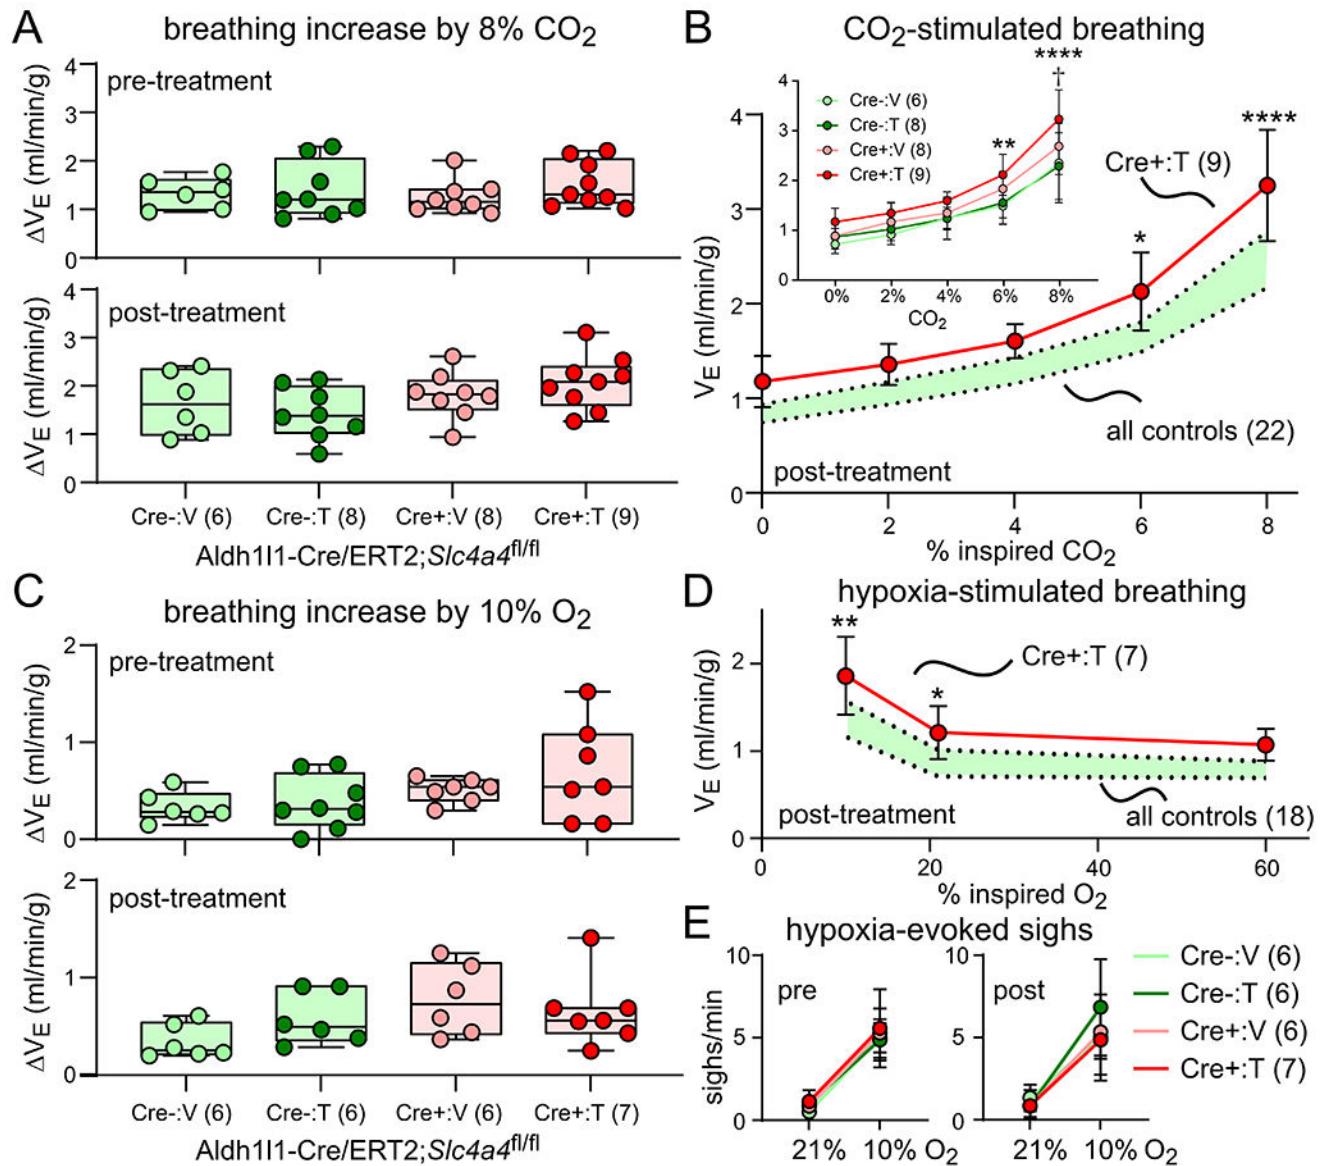 A
breathing increase by 8% CO2
pre-treatment
ΔVE (ml/min/g)
4
3
2
1
0
post-treatment
ΔVE (ml/min/g)
4
3
2
1
0
Cre-:V (6) Cre-:T (8) Cre+:V (8) Cre+:T (9)
Aldh1l1-Cre/ERT2;Slc4a4fl/fl
B
CO2-stimulated breathing
VE (ml/min/g)
4
3
2
1
0
4
3
2
1
0
Cre-:V (6)
Cre-:T (8)
Cre+:V (8)
Cre+:T (9)
**
****
†
0% 2% 4% 6% 8%
CO2
Cre+:T (9)
*
****
all controls (22)
post-treatment
0 2 4 6 8
% inspired CO2
C
breathing increase by 10% O2
pre-treatment
ΔVE (ml/min/g)
2
1
0
post-treatment
ΔVE (ml/min/g)
2
1
0
Cre-:V (6) Cre-:T (6) Cre+:V (6) Cre+:T (7)
Aldh1l1-Cre/ERT2;Slc4a4fl/fl
D
hypoxia-stimulated breathing
VE (ml/min/g)
2
1
0
**
*
Cre+:T (7)
post-treatment
all controls (18)
0 20 40 60
% inspired O2
E
hypoxia-evoked sighs
sighs/min
10
5
0
pre
21% 10% O2
10
5
0
post
21% 10% O2
Cre-:V (6)
Cre-:T (6)
Cre+:V (6)
Cre+:T (7)